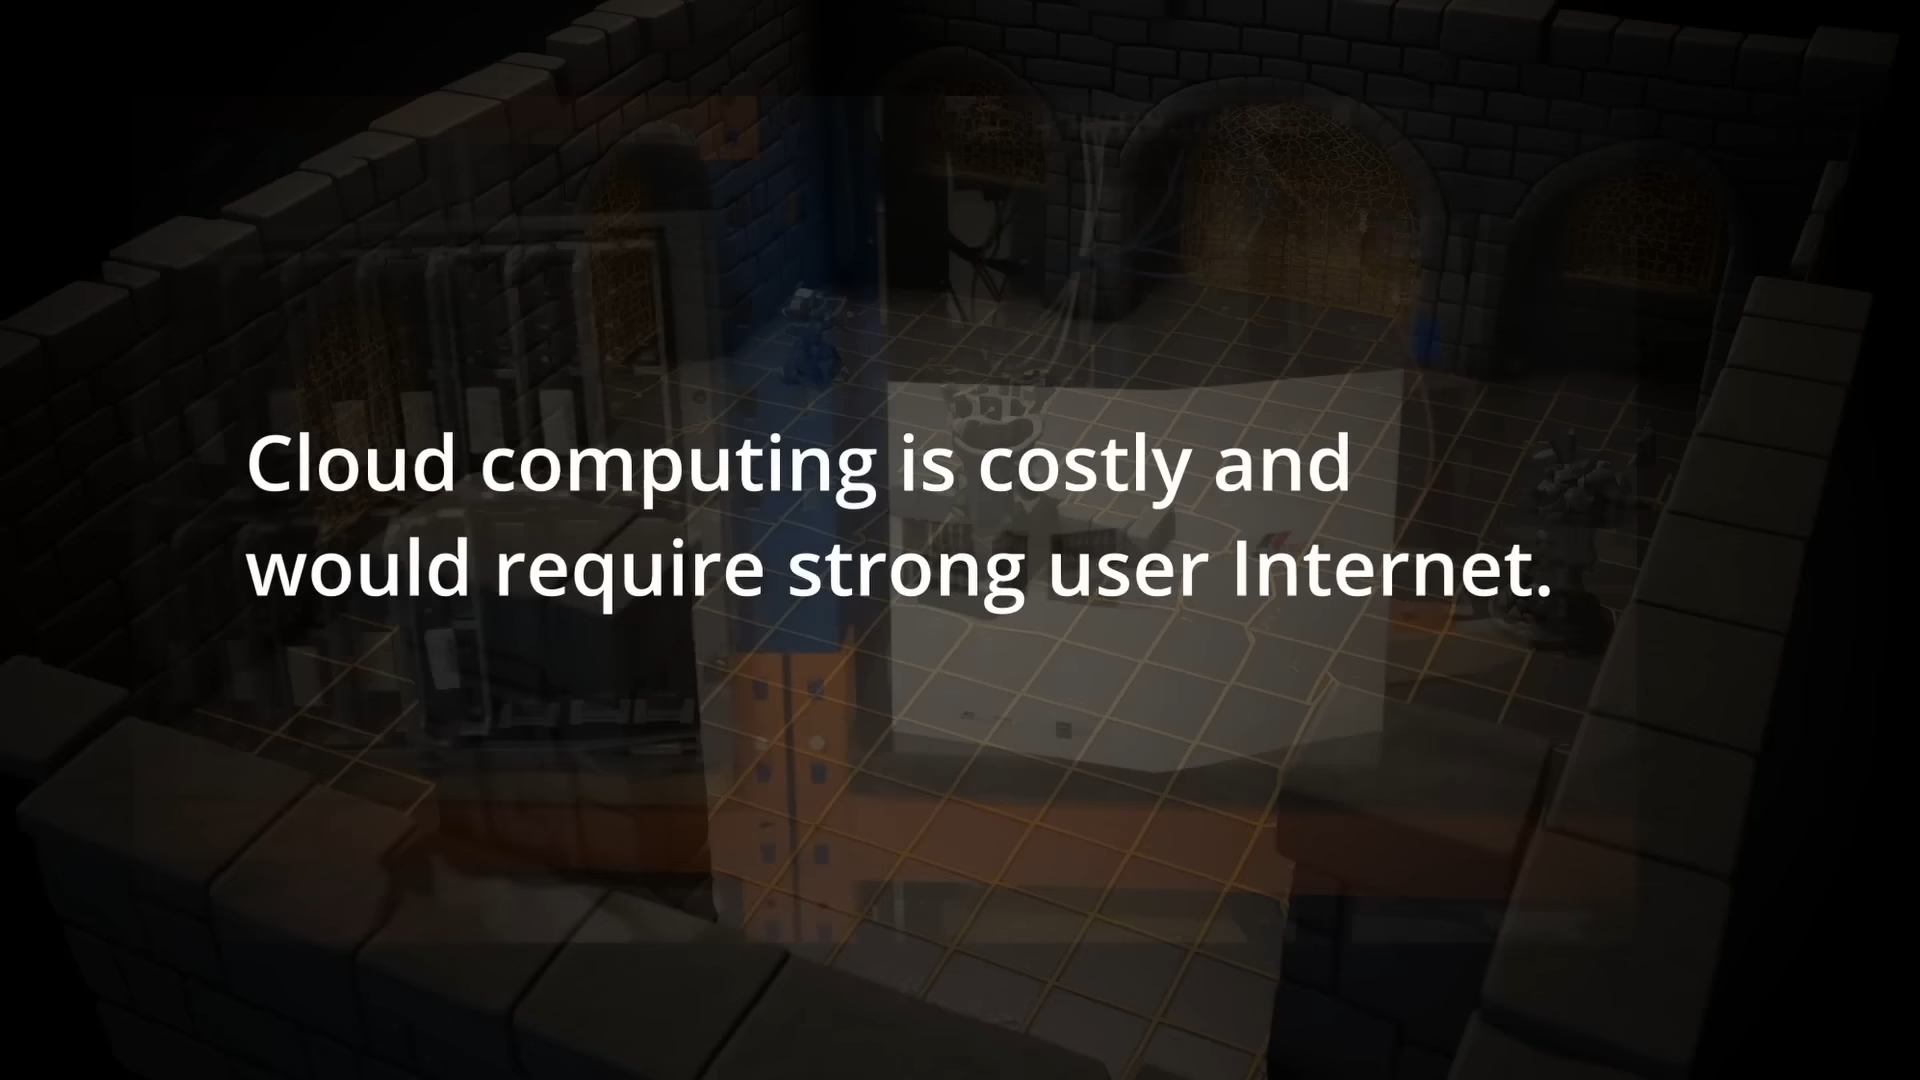 Cloud computing is costly and
would require strong user Internet.